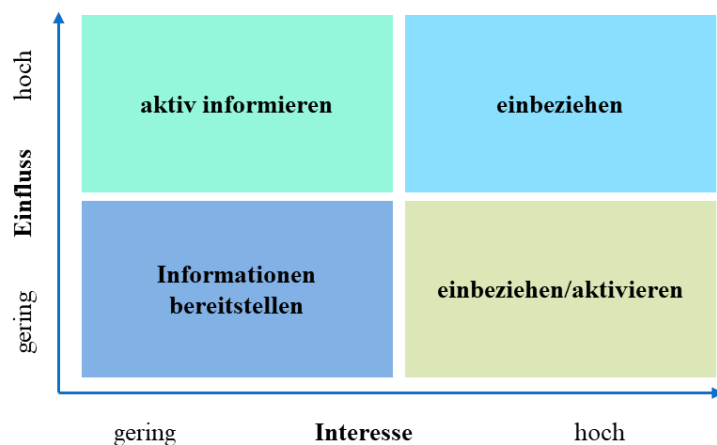 hoch
aktiv informieren
einbeziehen
Einfluss
Informationen
bereitstellen
einbeziehen/aktivieren
gering
gering
Interesse
hoch